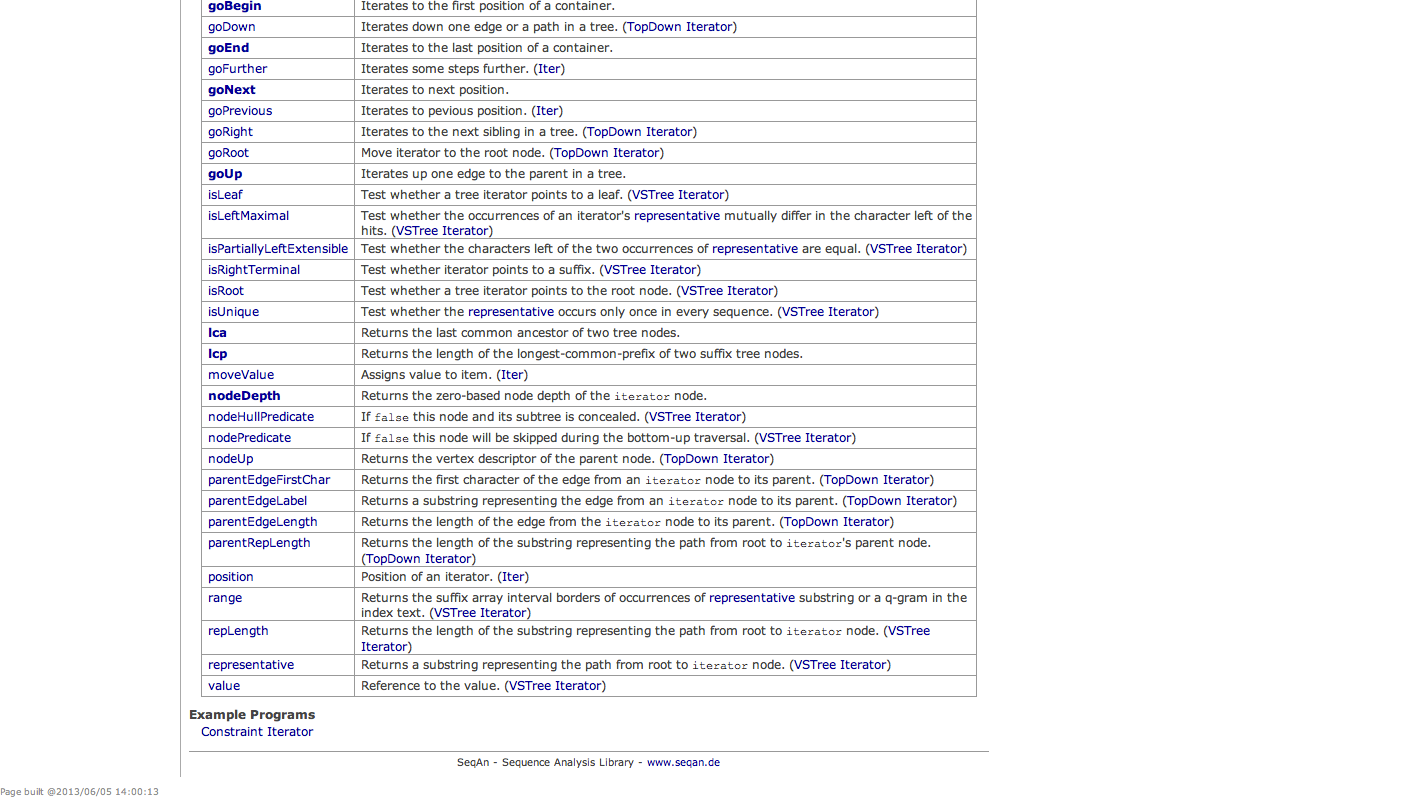 goBegin Iterates to the first position of a container.
goDown Iterates down one edge or a path in a tree. (TopDown Iterator)
goEnd Iterates to the last position of a container.
goFurther Iterates some steps further. (Iter)
goNext Iterates to next position.
goPrevious Iterates to pevious position. (Iter)
goRight Iterates to the next sibling in a tree. (TopDown Iterator)
goRoot Move iterator to the root node. (TopDown Iterator)
goUp Iterates up one edge to the parent in a tree.
isLeaf Test whether a tree iterator points to a leaf. (VSTree Iterator)
isLeftMaximal Test whether the occurrences of an iterator's representative mutually differ in the character left of the
hits. (VSTree Iterator)
isPartiallyLeftExtensible Test whether the characters left of the two occurrences of representative are equal. (VSTree Iterator)
isRightTerminal Test whether iterator points to a suffix. (VSTree Iterator)
isRoot Test whether a tree iterator points to the root node. (VSTree Iterator)
isUnique Test whether the representative occurs only once in every sequence. (VSTree Iterator)
lca Returns the last common ancestor of two tree nodes.
lcp Returns the length of the longest-common-prefix of two suffix tree nodes.
moveValue Assigns value to item. (Iter)
nodeDepth Returns the zero-based node depth of the iterator node.
nodeHullPredicate If false this node and its subtree is concealed. (VSTree Iterator)
nodePredicate If false this node will be skipped during the bottom-up traversal. (VSTree Iterator)
nodeUp Returns the vertex descriptor of the parent node. (TopDown Iterator)
parentEdgeFirstChar Returns the first character of the edge from an iterator node to its parent. (TopDown Iterator)
parentEdgeLabel Returns a substring representing the edge from an iterator node to its parent. (TopDown Iterator)
parentEdgeLength Returns the length of the edge from the iterator node to its parent. (TopDown Iterator)
parentRepLength Returns the length of the substring representing the path from root to iterator's parent node.
(TopDown Iterator)
position Position of an iterator. (Iter)
range Returns the suffix array interval borders of occurrences of representative substring or a q-gram in the
index text. (VSTree Iterator)
repLength Returns the length of the substring representing the path from root to iterator node. (VSTree
Iterator)
representative Returns a substring representing the path from root to iterator node. (VSTree Iterator)
value Reference to the value. (VSTree Iterator)
Example Programs
Constraint Iterator
SeqAn - Sequence Analysis Library - www.seqan.de
Page built @2013/06/05 14:00:13